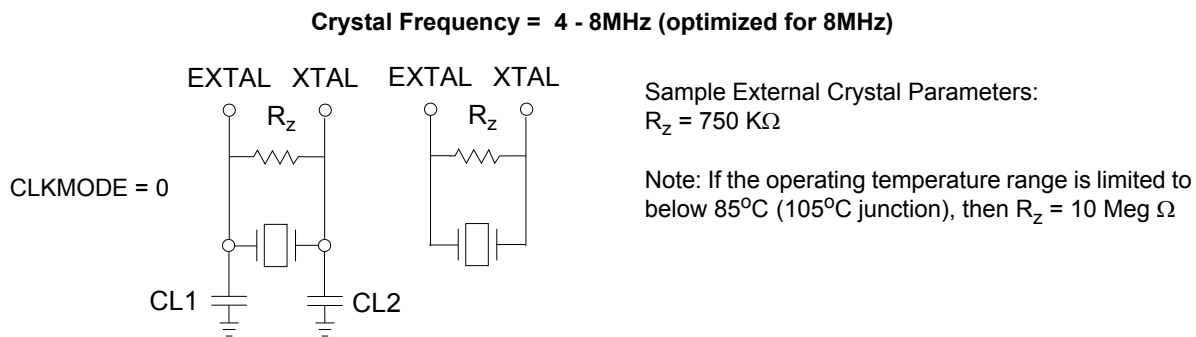 Crystal Frequency = 4 - 8MHz (optimized for 8MHz)
EXTAL XTAL
EXTAL XTAL
Rz
Rz
CLKMODE = 0
CL1
CL2
Sample External Crystal Parameters:
Rz = 750 KΩ
Note: If the operating temperature range is limited to
below 85oC (105oC junction), then Rz = 10 Meg Ω